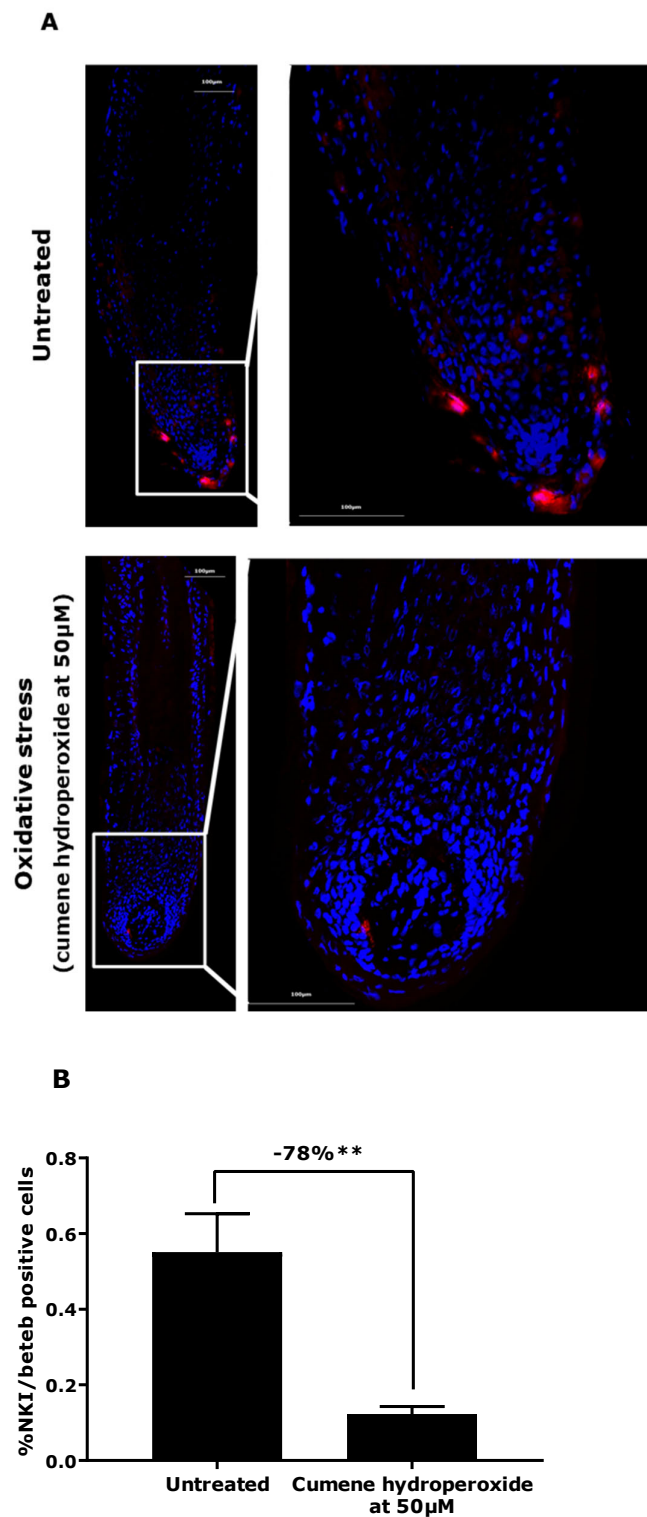 A
100µm
Untreated
100µm
100µm
Oxidative stress
(cumene hydroperoxide at 50µM)
100µm
B
-78%**
%NKI/beteb positive cells
0.8
0.6
0.4
0.2
0.0
Untreated
Cumene hydroperoxide
at 50µM